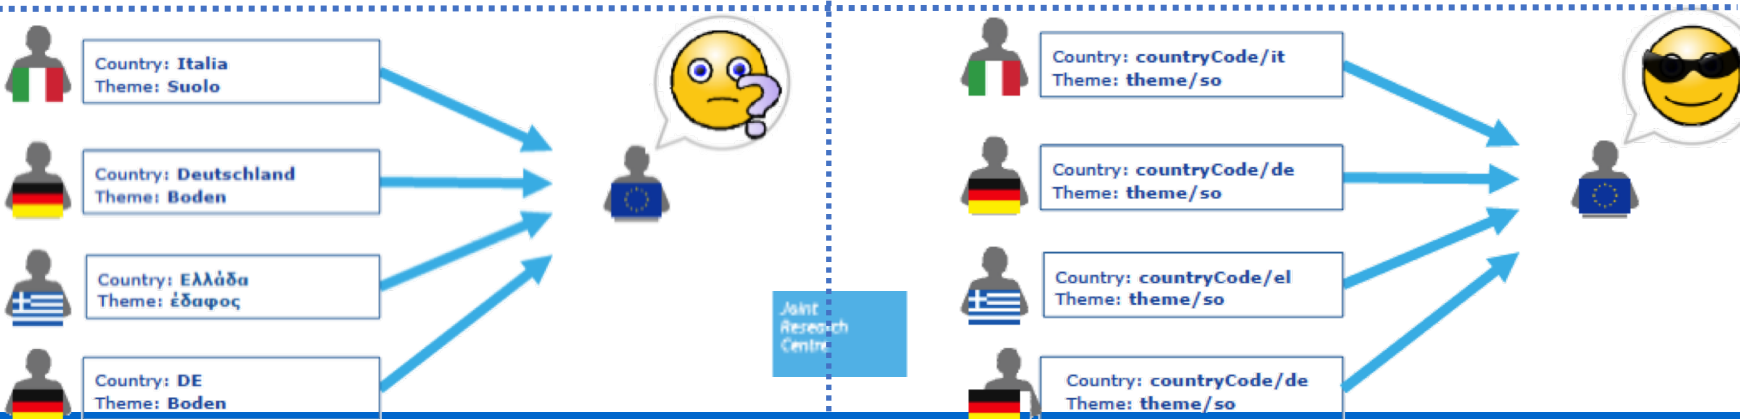 Country: Italia
Theme: Suolo
Country: Deutschland
Theme: Boden
Country: Ελλάδα
Theme: έδαφος
Country: DE
Theme: Boden
Joint
Research
Centre
Country: countryCode/it
Theme: theme/so
Country: countryCode/de
Theme: theme/so
Country: countryCode/el
Theme: theme/so
Country: countryCode/de
Theme: theme/so